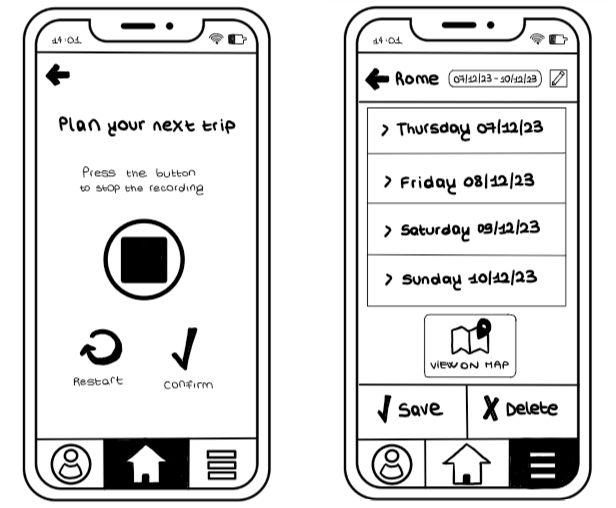 14:01
Plan your next trip
Press the button
to stop the recording
Restart
Confirm
14:01
Rome
07/12/23 - 10/12/23
> Thursday 07/12/23
> Friday 08/12/23
> Saturday 09/12/23
> Sunday 10/12/23
VIEW ON MAP
Save
Delete